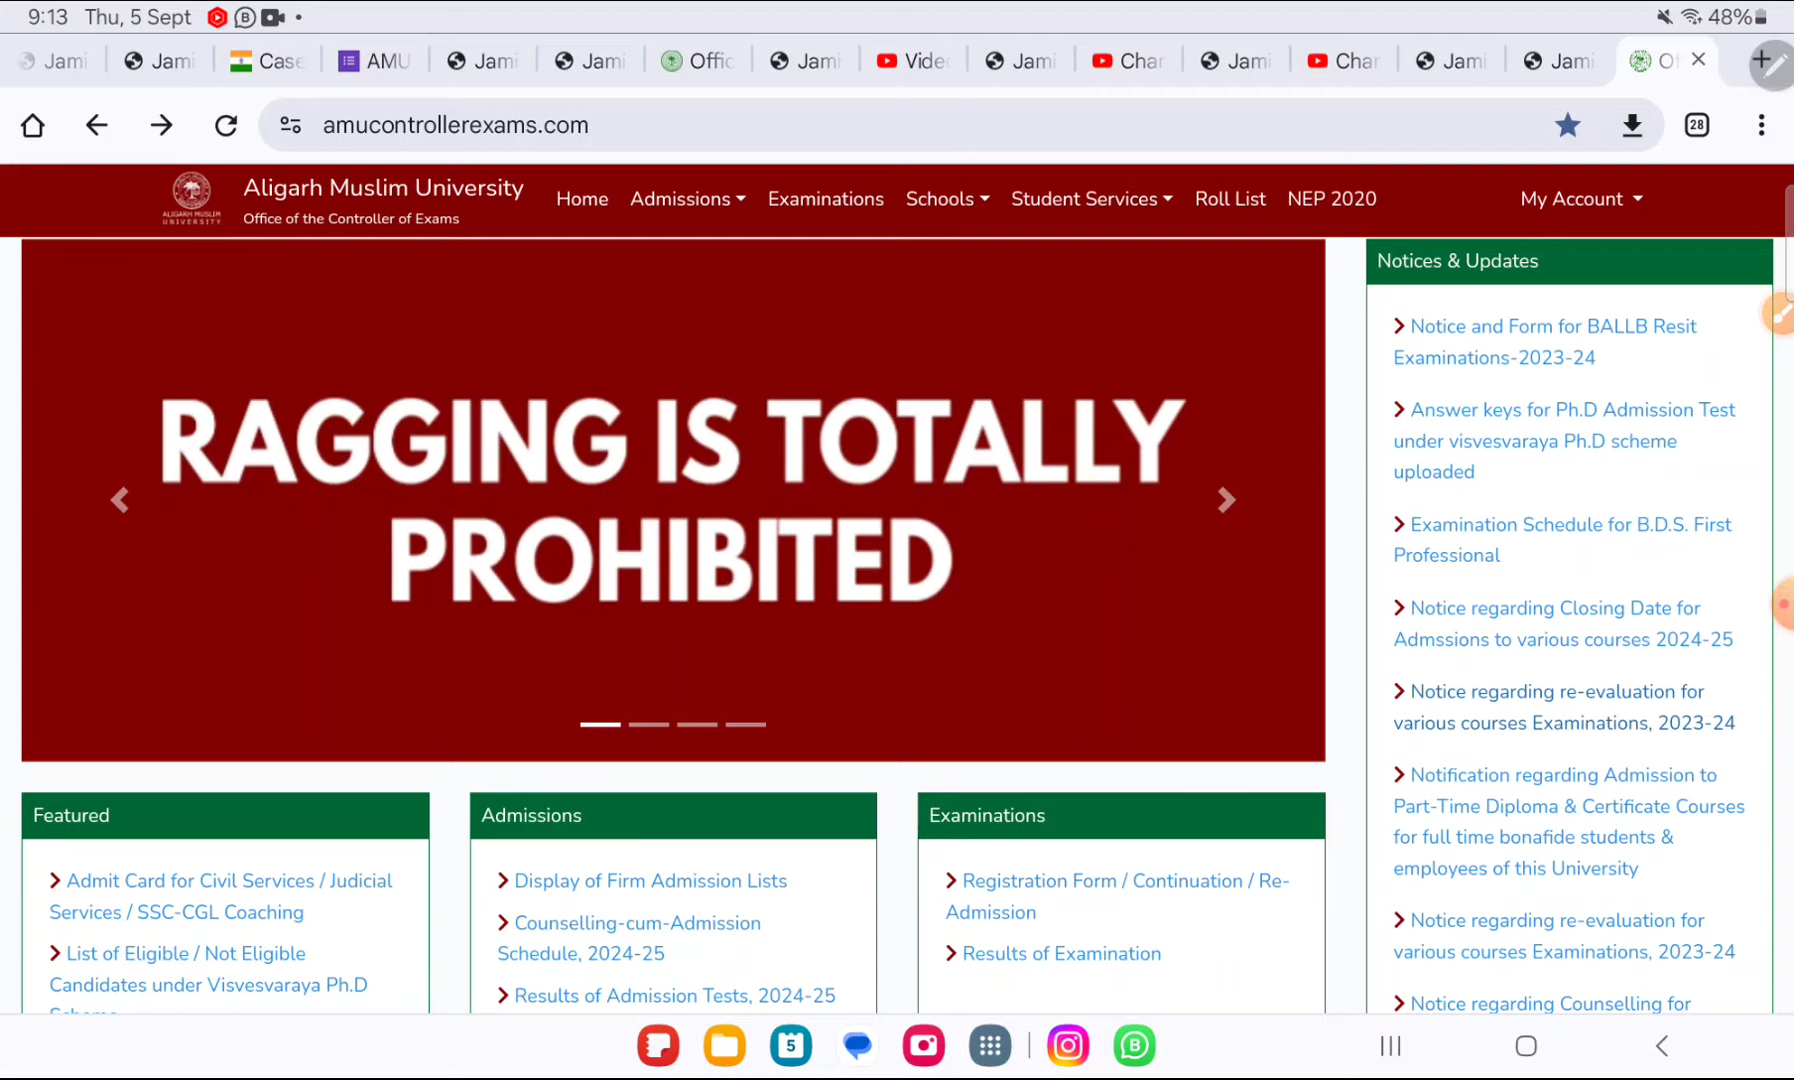 9:13 Thu, 5 Sept
48%
Jami
Jami
Case
AMU
Jami
Jami
Offic
Jami
Video
Jami
Char
Jami
Char
Jami
Jami
amucontrollerexams.com
28
ALIGARH MUSLIM
UNIVERSITY
Aligarh Muslim University
Office of the Controller of Exams
Home
Admissions
Examinations
Schools
Student Services
Roll List
NEP 2020
My Account
RAGGING IS TOTALLY
PROHIBITED
Notices & Updates
Notice and Form for BALLB Resit
Examinations-2023-24
Answer keys for Ph.D Admission Test
under visvesvaraya Ph.D scheme
uploaded
Examination Schedule for B.D.S. First
Professional
Notice regarding Closing Date for
Admssions to various courses 2024-25
Notice regarding re-evaluation for
various courses Examinations, 2023-24
Notification regarding Admission to
Part-Time Diploma & Certificate Courses
for full time bonafide students &
employees of this University
Notice regarding re-evaluation for
various courses Examinations, 2023-24
Notice regarding Counselling for
Featured
Admit Card for Civil Services / Judicial
Services / SSC-CGL Coaching
List of Eligible / Not Eligible
Candidates under Visvesvaraya Ph.D
Admissions
Display of Firm Admission Lists
Counselling-cum-Admission
Schedule, 2024-25
Results of Admission Tests, 2024-25
Examinations
Registration Form / Continuation / Re-
Admission
Results of Examination
5